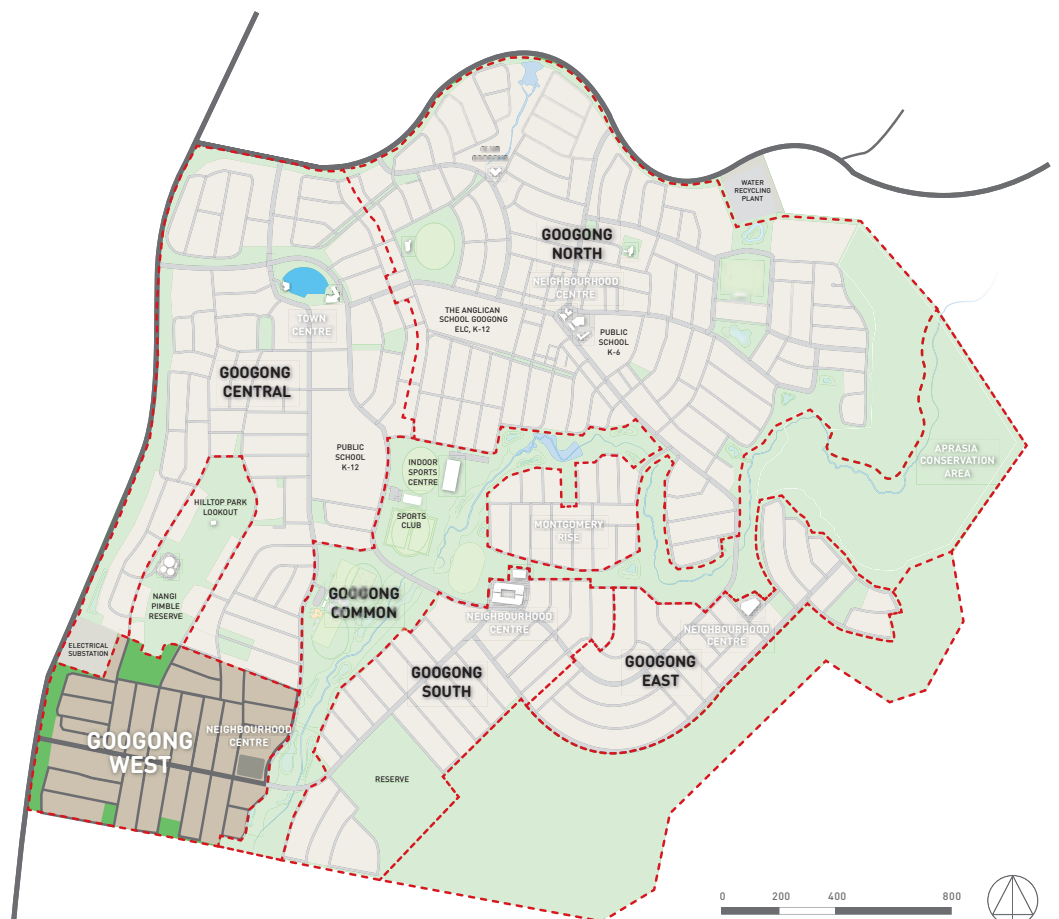 CLUB
GOOGONG
WATER
RECYCLING
PLANT
GOOGONG
NORTH
NEIGHBOURHOOD
CENTRE
TOWN
CENTRE
THE ANGLICAN
SCHOOL GOOGONG
ELC, K-12
PUBLIC
SCHOOL
K-6
GOOGONG
CENTRAL
PUBLIC
SCHOOL
K-12
INDOOR
SPORTS
CENTRE
SPORTS
CLUB
APRASIA
CONSERVATION
AREA
HILLTOP PARK
LOOKOUT
MONTGOMERY
RISE
NANGI
PIMBLE
RESERVE
GOOGONG
COMMON
NEIGHBOURHOOD
CENTRE
NEIGHBOURHOOD
CENTRE
ELECTRICAL
SUBSTATION
GOOGONG
SOUTH
GOOGONG
EAST
GOOGONG
WEST
NEIGHBOURHOOD
CENTRE
RESERVE
0 200 400 800